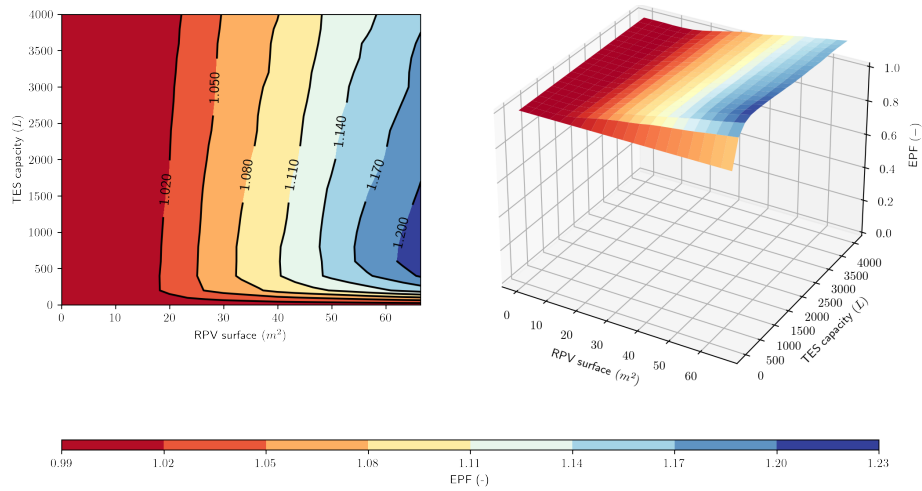 4000
3500
3000
2500
2000
1500
1000
500
0
TES capacity (L)
0 10 20 30 40 50 60
RPV surface (m²)
1.020
1.050
1.080
1.110
1.140
1.170
1.200
1.0
0.8
0.6
0.4
0.2
0.0
EPF (−)
0 10 20 30 40 50 60
RPV surface (m²)
0 500 1000 1500 2000 2500 3000 3500 4000
TES capacity (L)
0.99 1.02 1.05 1.08 1.11 1.14 1.17 1.20 1.23
EPF (-)